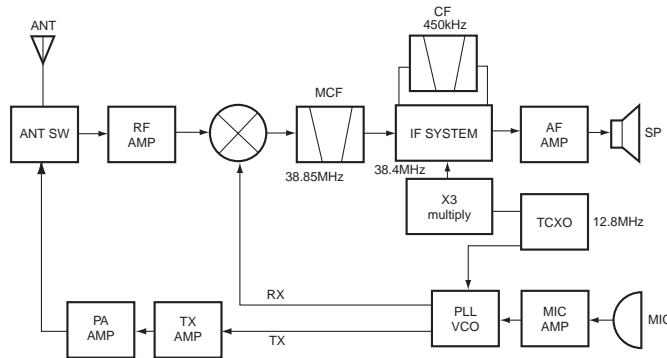 ANT
CF
450kHz
MCF
ANT SW
RF
AMP
IF SYSTEM
AF
AMP
SP
38.85MHz
38.4MHz
X3
multiply
TCXO
12.8MHz
RX
PA
AMP
TX
AMP
TX
PLL
VCO
MIC
AMP
MIC